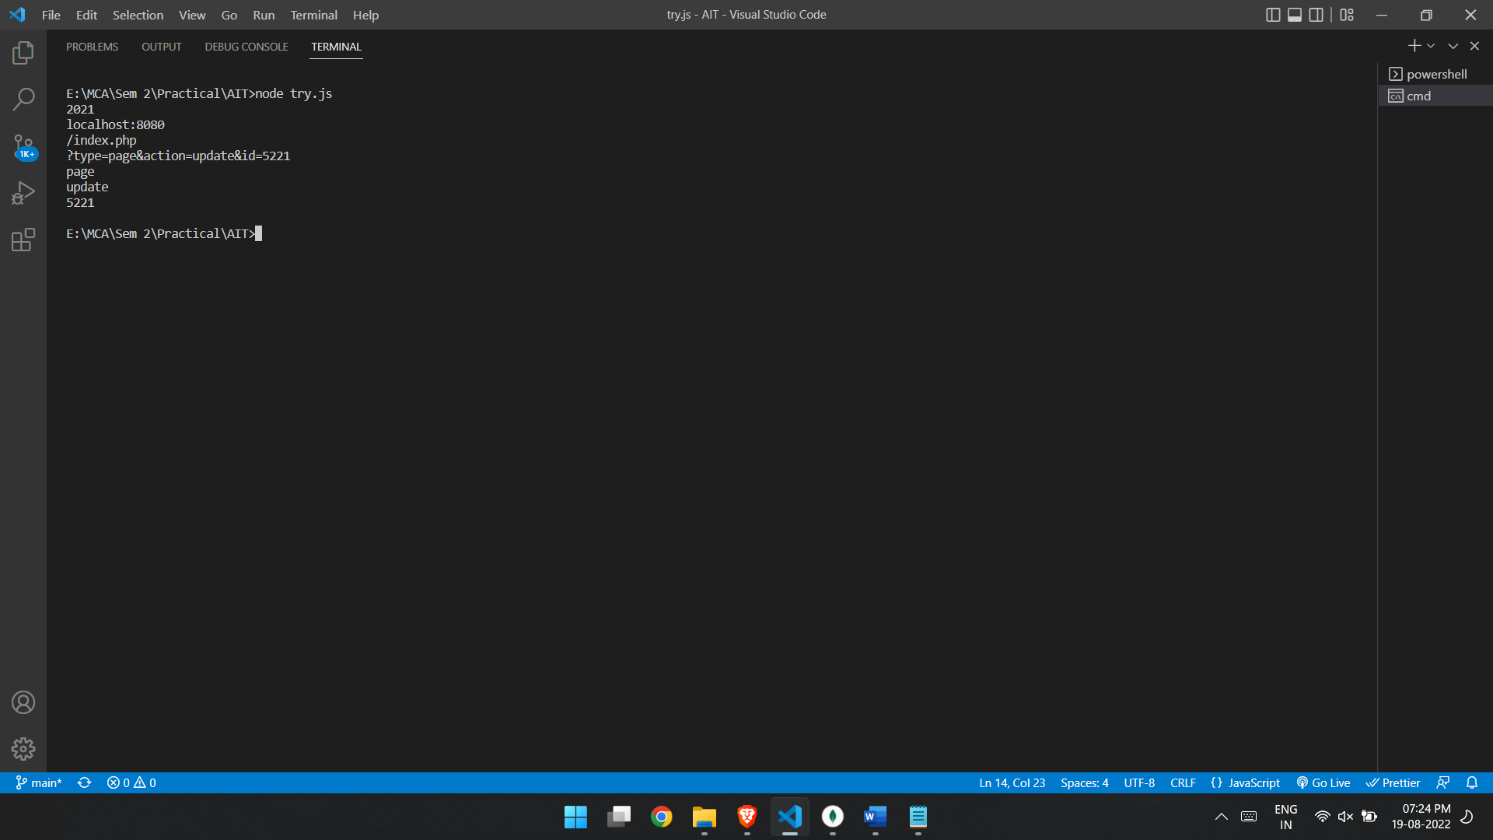 File Edit Selection View Go Run Terminal Help
try.js - AIT - Visual Studio Code
PROBLEMS OUTPUT DEBUG CONSOLE TERMINAL
powershell
cmd
E:\MCA\Sem 2\Practical\AIT>node try.js
2021
localhost:8080
/index.php
?type=page&action=update&id=5221
page
update
5221
E:\MCA\Sem 2\Practical\AIT>
1K+
main* 0 0
Ln 14, Col 23 Spaces: 4 UTF-8 CRLF {} JavaScript Go Live Prettier
ENG
IN
07:24 PM
19-08-2022